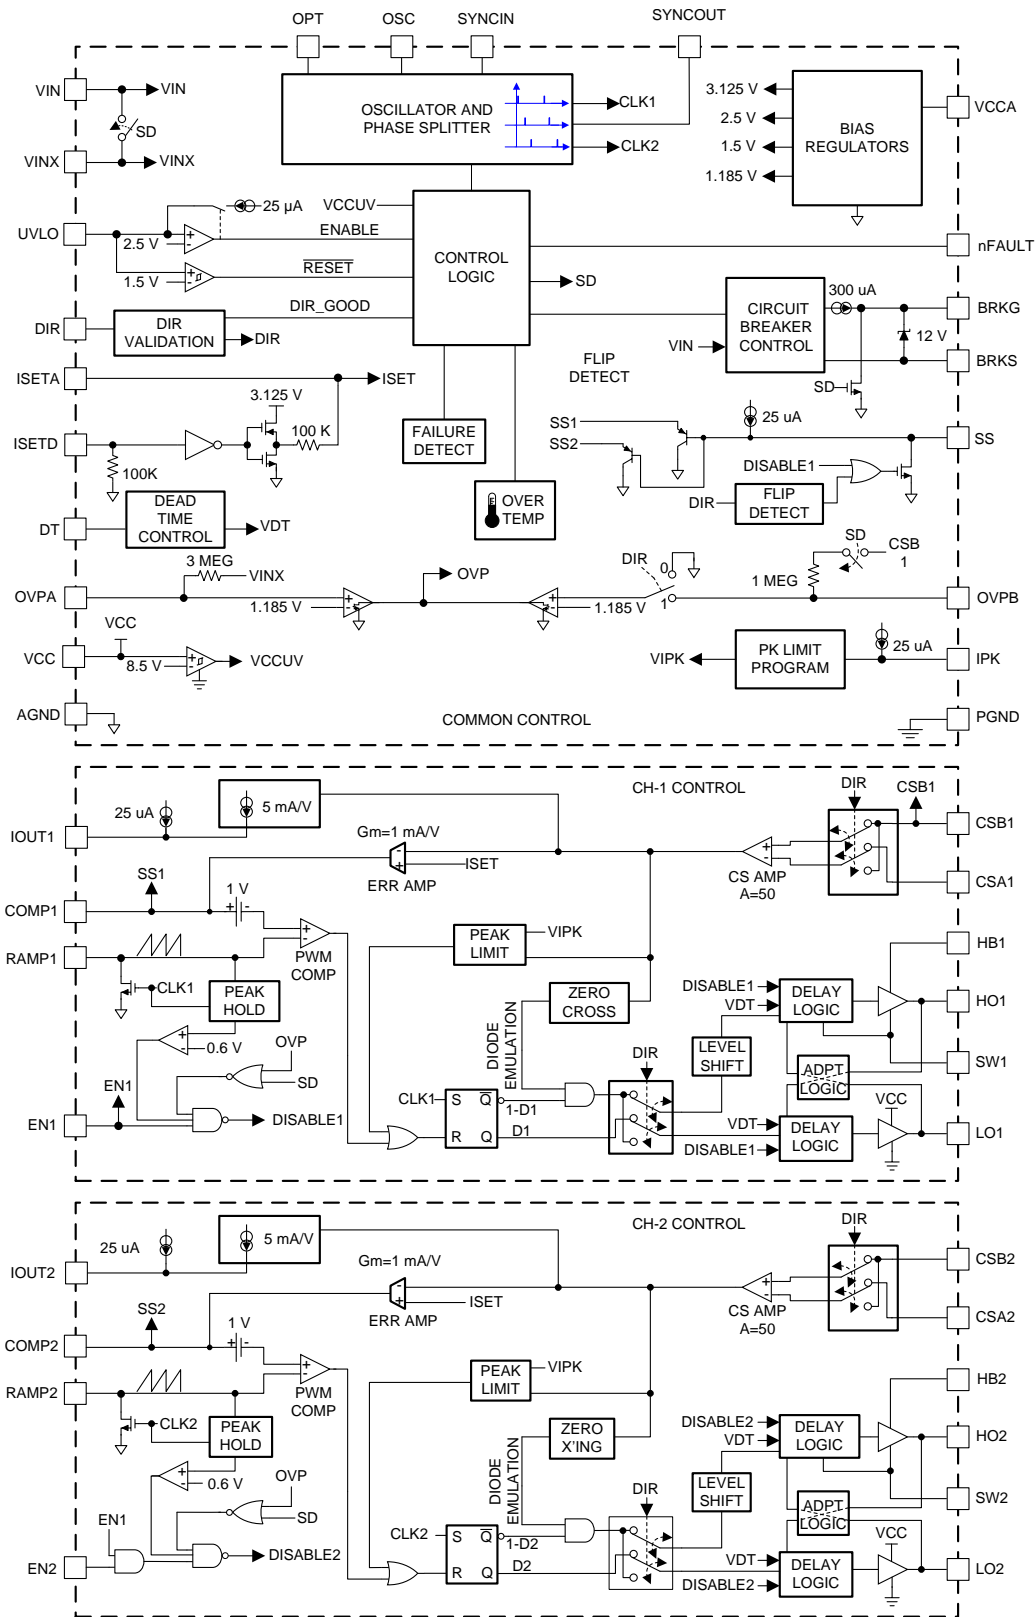 OPT
OSC
SYNCIN
SYNCOUT
VIN
VIN
SD
VINX
VINX
OSCILLATOR AND
PHASE SPLITTER
CLK1
CLK2
3.125 V
2.5 V
1.5 V
1.185 V
BIAS
REGULATORS
VCCA
UVLO
25 µA
2.5 V
ENABLE
1.5 V
RESET
VCCUV
CONTROL
LOGIC
nFAULT
SD
DIR
DIR
VALIDATION
DIR_GOOD
DIR
VIN
CIRCUIT
BREAKER
CONTROL
300 uA
BRKG
12 V
BRKS
SD
ISETA
ISET
FLIP
DETECT
3.125 V
100 K
ISETD
100K
FAILURE
DETECT
SS1
SS2
25 uA
SS
DISABLE1
DIR
FLIP
DETECT
DT
DEAD
TIME
CONTROL
VDT
OVER
TEMP
3 MEG
VINX
OVPA
1.185 V
OVP
1.185 V
DIR
0
1
1 MEG
SD
CSB
1
OVPB
VCC
VCC
8.5 V
VCCUV
VIPK
PK LIMIT
PROGRAM
25 uA
IPK
AGND
COMMON CONTROL
PGND
CH-1 CONTROL
25 uA
5 mA/V
IOUT1
Gm=1 mA/V
ISET
ERR AMP
DIR
CSB1
CSB1
CS AMP
A=50
CSA1
SS1
1 V
COMP1
RAMP1
PWM
COMP
PEAK
LIMIT
VIPK
HB1
CLK1
PEAK
HOLD
ZERO
CROSS
DISABLE1
VDT
DELAY
LOGIC
HO1
0.6 V
OVP
SD
DIODE
EMULATION
LEVEL
SHIFT
ADPT
LOGIC
SW1
EN1
EN1
DISABLE1
CLK1
S
Q
R
Q
1-D1
D1
DIR
VDT
DISABLE1
DELAY
LOGIC
VCC
LO1
CH-2 CONTROL
25 uA
5 mA/V
IOUT2
Gm=1 mA/V
ISET
ERR AMP
DIR
CSB2
CS AMP
A=50
CSA2
SS2
1 V
COMP2
RAMP2
PWM
COMP
PEAK
LIMIT
VIPK
HB2
CLK2
PEAK
HOLD
ZERO
X'ING
DISABLE2
VDT
DELAY
LOGIC
HO2
0.6 V
OVP
SD
DIODE
EMULATION
LEVEL
SHIFT
ADPT
LOGIC
SW2
EN1
EN2
DISABLE2
CLK2
S
Q
R
Q
1-D2
D2
DIR
VDT
DISABLE2
DELAY
LOGIC
VCC
LO2